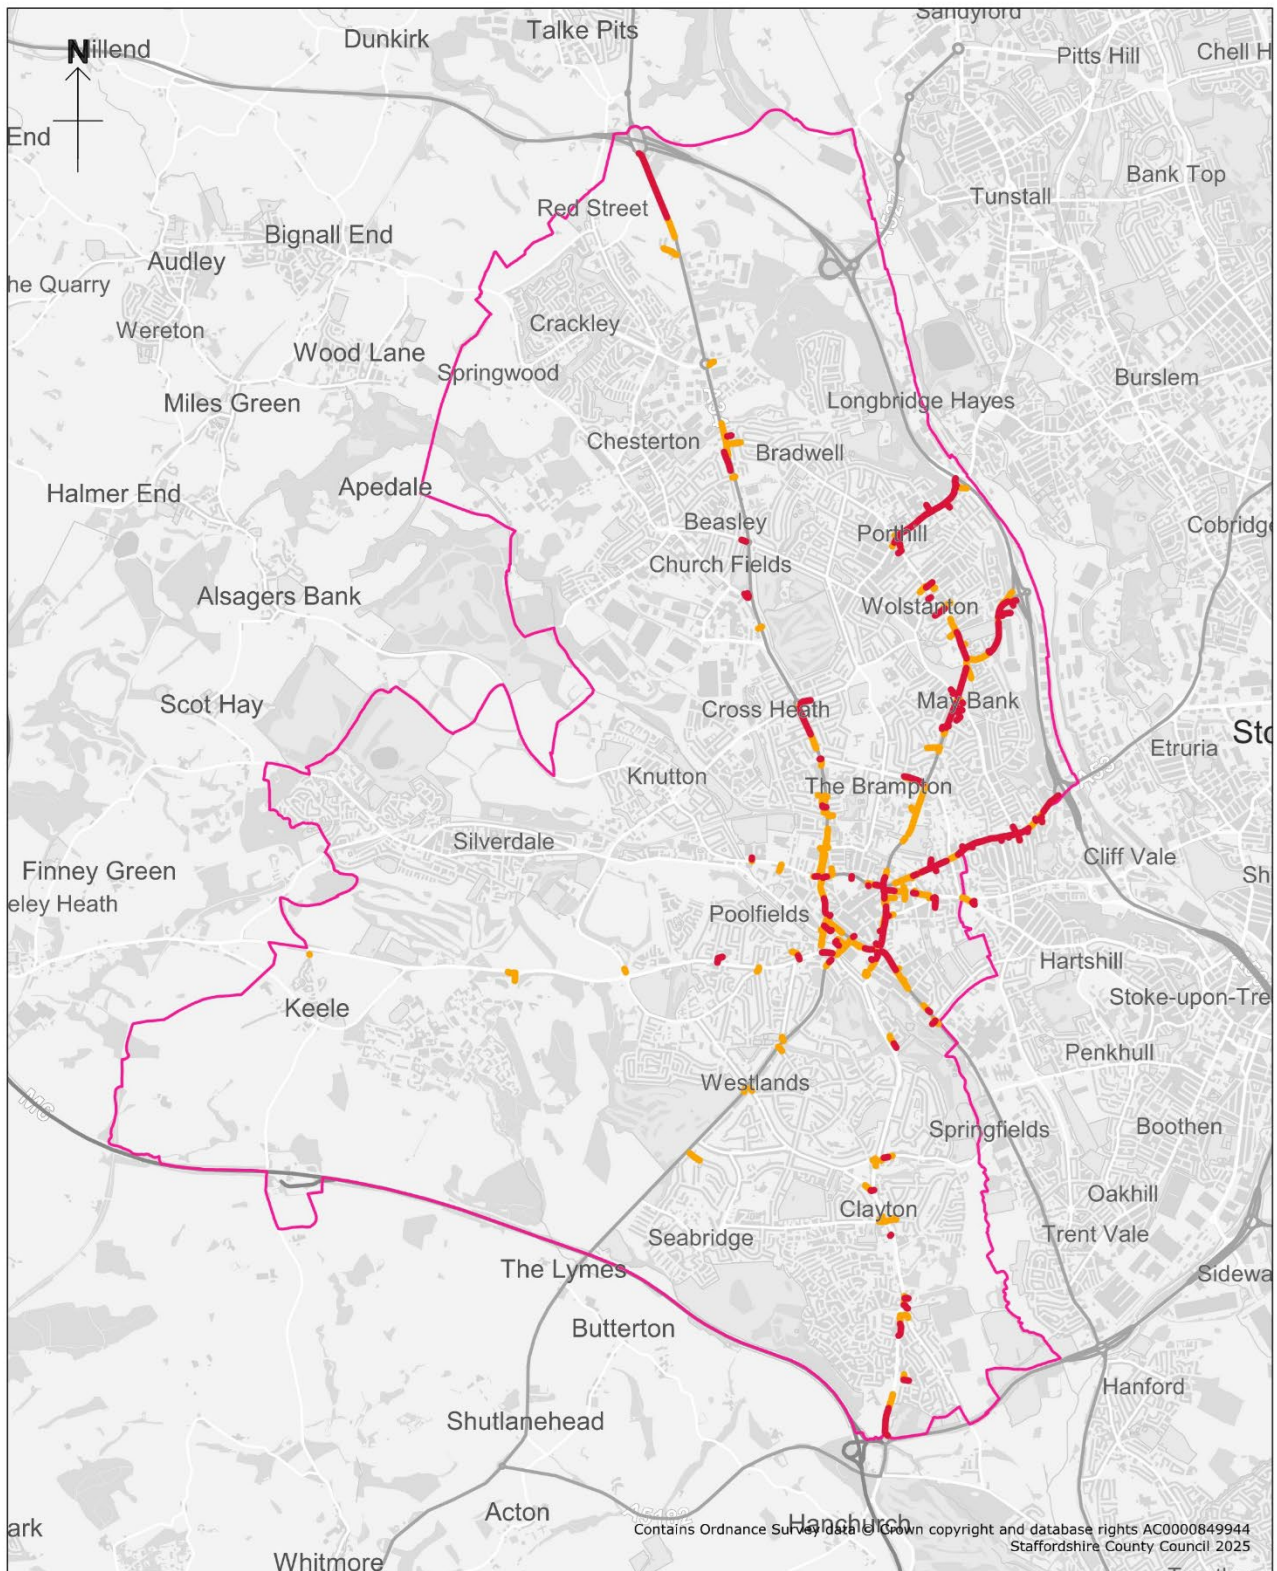 Sandyford
Talke Pits
Dunkirk
N
Millend
Pitts Hill
Chell H
End
Bank Top
Tunstall
Red Street
Bignall End
Audley
he Quarry
Crackley
Wereton
Wood Lane
Springwood
Burslem
Miles Green
Longbridge Hayes
Chesterton
Bradwell
Halmer End
Apedale
Beasley
Porthill
Cobridge
Church Fields
Alsagers Bank
Wolstanton
Scot Hay
Cross Heath
May Bank
Sto
Etruria
Knutton
The Brampton
Silverdale
Cliff Vale
Finney Green
Sh
eley Heath
Poolfields
Hartshill
Keele
Stoke-upon-Tre
Penkhull
Westlands
M6
Springfields
Boothen
Oakhill
Clayton
Trent Vale
Seabridge
The Lymes
Sidewa
Butterton
Hanford
Shutlanehead
Acton
Hanchurch
ark
Contains Ordnance Survey data © Crown copyright and database rights AC0000849944
Staffordshire County Council 2025
Whitmore